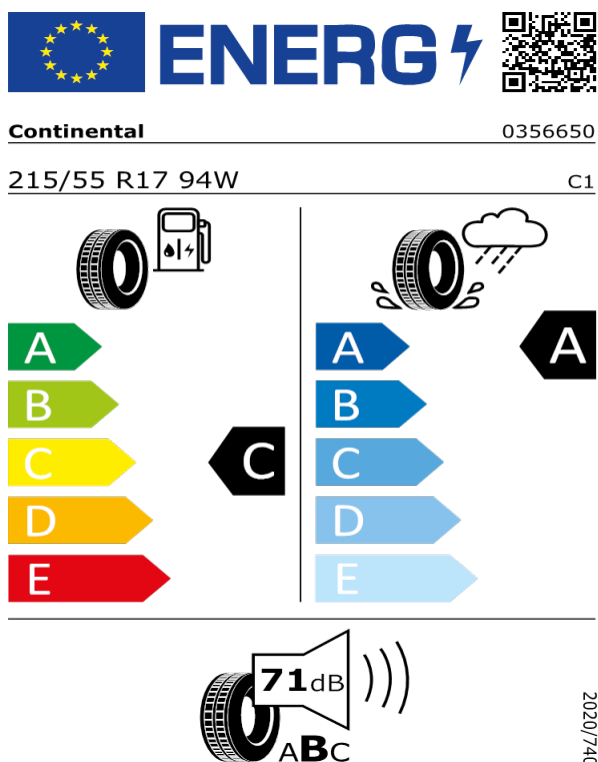 ENERG
Continental
0356650
215/55 R17 94W
C1
A
B
C
D
E
C
A
B
C
D
E
A
71dB
ABC
2020/740